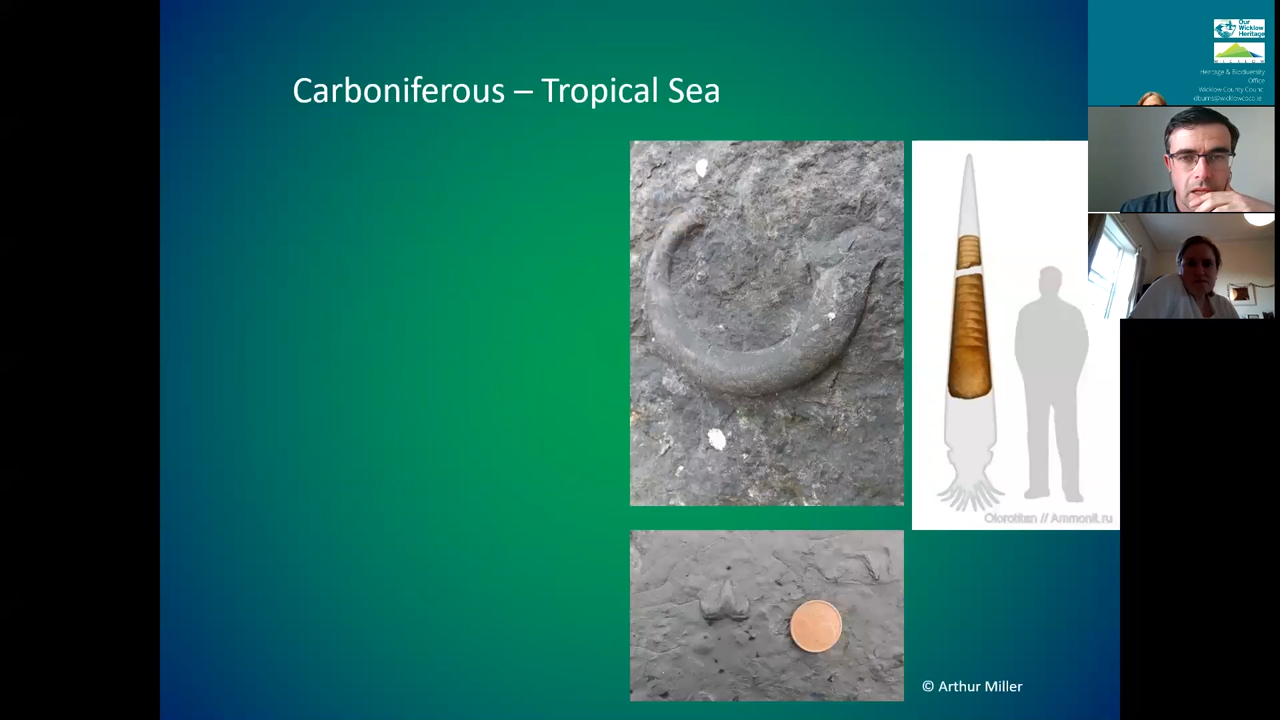 Carboniferous – Tropical Sea
Our
Wicklow
Heritage
WICKLOW
Heritage & Biodiversity
Office
Wicklow County Council
dburns@wicklowcoco.ie
Olorotitan // Ammonit.ru
© Arthur Miller